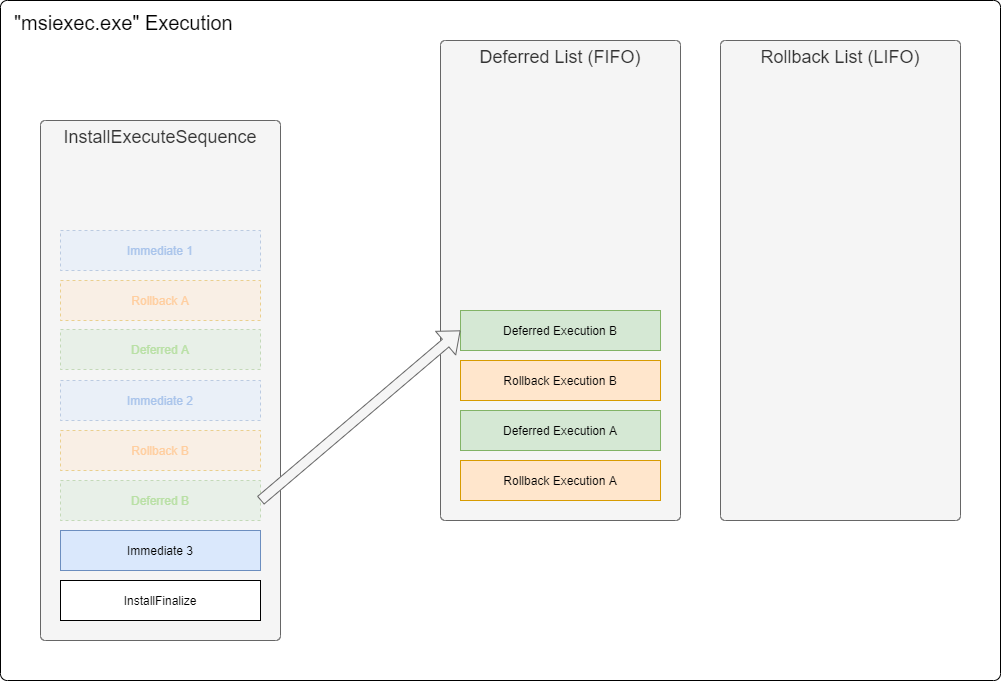 "msiexec.exe" Execution
InstallExecuteSequence
Immediate 1
Rollback A
Deferred A
Immediate 2
Rollback B
Deferred B
Immediate 3
InstallFinalize
Deferred List (FIFO)
Deferred Execution B
Rollback Execution B
Deferred Execution A
Rollback Execution A
Rollback List (LIFO)